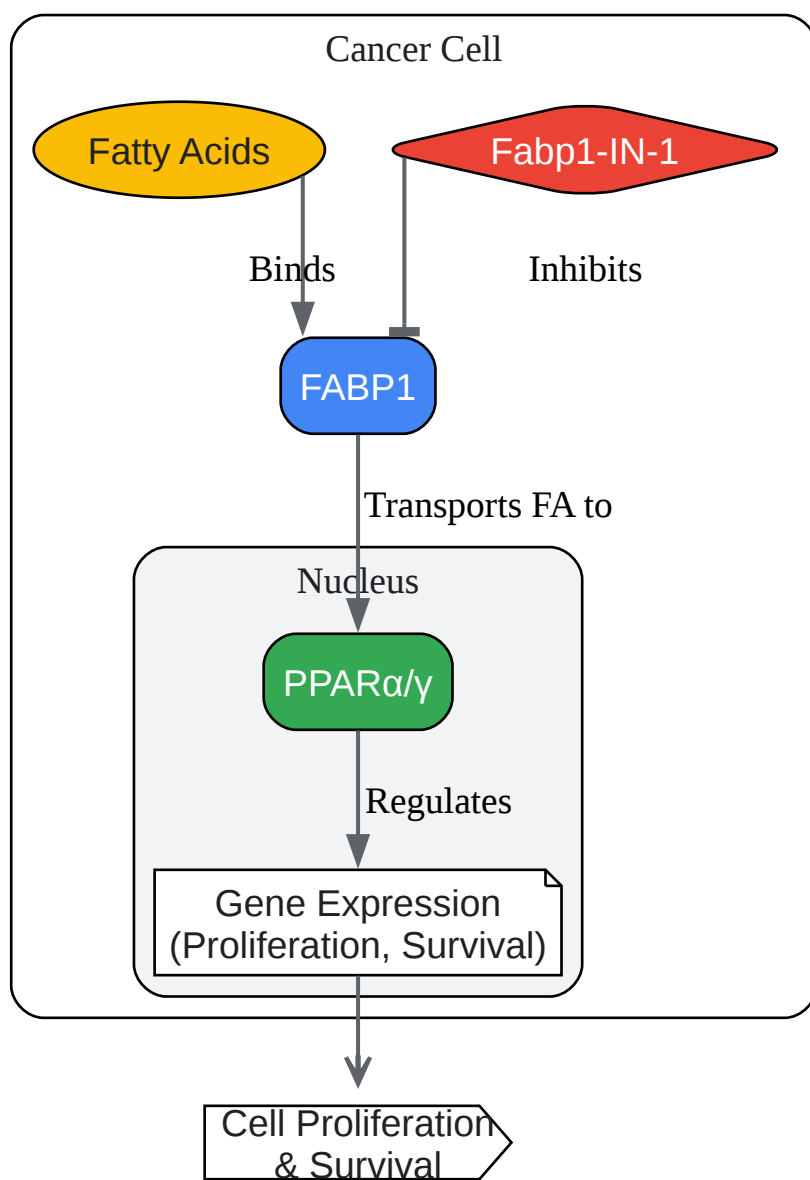 Cancer Cell
Fatty Acids
Fabp1-IN-1
Binds
Inhibits
FABP1
Transports FA to
Nucleus
PPARα/γ
Regulates
Gene Expression
(Proliferation, Survival)
Cell Proliferation
& Survival